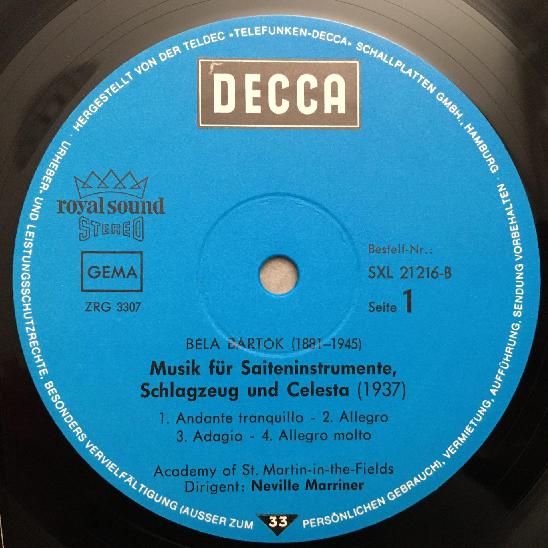 HERGESTELLT VON DER TELDEC »TELEFUNKEN-DECCA« SCHALLPLATTEN GMBH., HAMBURG · URHEBER- UND LEISTUNGSSCHUTZRECHTE, BESONDERS VERVIELFÄLTIGUNG (AUSSER ZUM PERSÖNLICHEN GEBRAUCH), VERMIETUNG, AUFFÜHRUNG, SENDUNG VORBEHALTEN ·
DECCA
royal sound
STEREO
GEMA
ZRG 3307
Bestell-Nr.:
SXL 21216-B
Seite 1
BELA BARTOK (1881-1945)
Musik für Saiteninstrumente,
Schlagzeug und Celesta (1937)
1. Andante tranquillo - 2. Allegro
3. Adagio - 4. Allegro molto
Academy of St. Martin-in-the-Fields
Dirigent: Neville Marriner
33